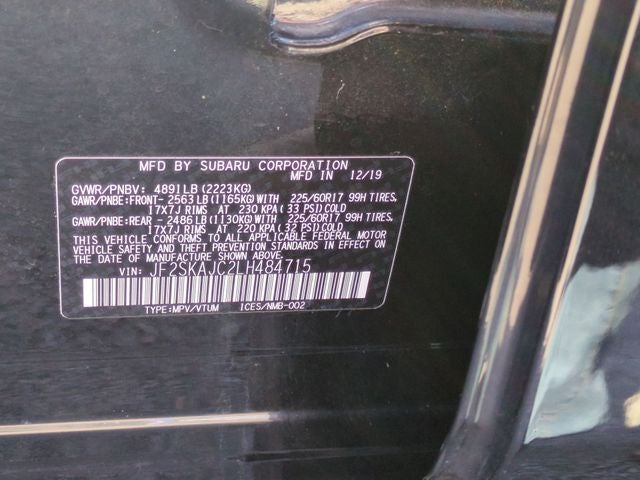 MFD BY SUBARU CORPORATION
MFD IN 12/19
GVWR/PNBV: 4891LB(2223KG)
GAWR/PNBE:FRONT- 2563LB(1165KG)WITH 225/60R17 99H TIRES,
17X7J RIMS AT 230 KPA(33 PSI)COLD
GAWR/PNBE:REAR - 2486LB(1130KG)WITH 225/60R17 99H TIRES,
17X7J RIMS AT 220 KPA(32 PSI)COLD
THIS VEHICLE CONFORMS TO ALL APPLICABLE FEDERAL MOTOR
VEHICLE SAFETY AND THEFT PREVENTION STANDARDS IN EFFECT ON
THE DATE OF MANUFACTURE SHOWN ABOVE.
VIN: JF2SKAJC2LH484715
TYPE:MPV/VTUM ICES/NMB-002